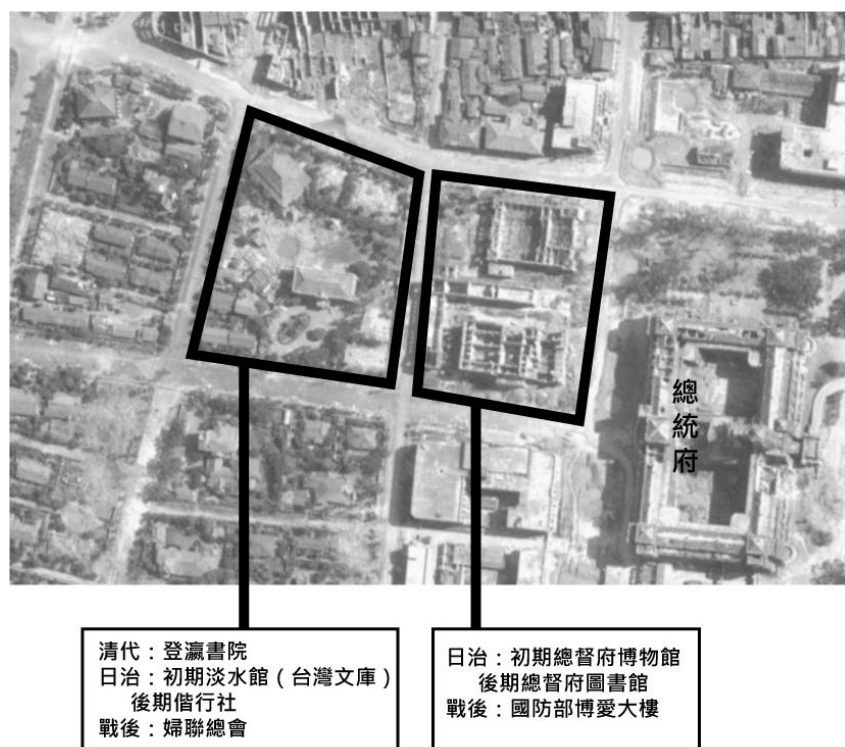 總統府
清代：登瀛書院
日治：初期淡水館（台灣文庫）
後期偕行社
戰後：婦聯總會
日治：初期總督府博物館
後期總督府圖書館
戰後：國防部博愛大樓